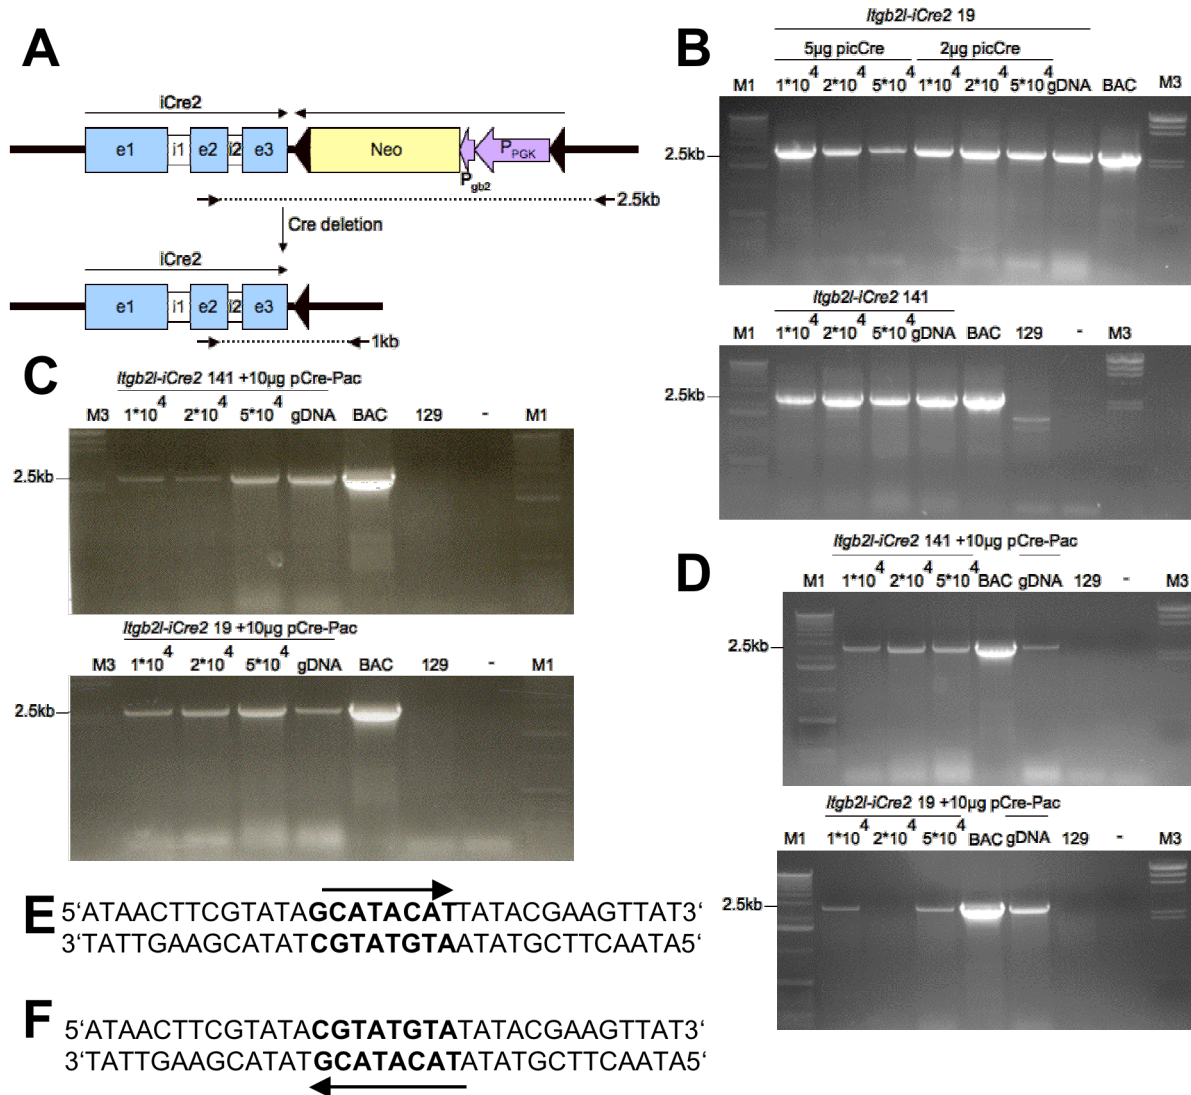 A
iCre2
e1 i1 e2 i2 e3 Neo P PGK
P gb2
2.5kb
Cre deletion
iCre2
e1 i1 e2 i2 e3
1kb
B
Itgb2l-iCre2 19
5µg picCre 2µg picCre
M1 1*10 4 2*10 4 5*10 4 1*10 4 2*10 4 5*10 4 gDNA BAC M3
2.5kb
Itgb2l-iCre2 141
M1 1*10 4 2*10 4 5*10 4 gDNA BAC 129 - M3
2.5kb
C
Itgb2l-iCre2 141 +10µg pCre-Pac
M3 1*10 4 2*10 4 5*10 4 gDNA BAC 129 - M1
2.5kb
Itgb2l-iCre2 19 +10µg pCre-Pac
M3 1*10 4 2*10 4 5*10 4 gDNA BAC 129 - M1
2.5kb
D
Itgb2l-iCre2 141 +10µg pCre-Pac
M1 1*10 4 2*10 4 5*10 4 BAC gDNA 129 - M3
2.5kb
Itgb2l-iCre2 19 +10µg pCre-Pac
M1 1*10 4 2*10 4 5*10 4 BAC gDNA 129 - M3
2.5kb
E
5‘ATAACTTCGTATAGCATACATTATACGAAGTTAT3‘
3‘TATTGAAGCATATCGTATGTAATATGCTTCAATA5‘
F
5‘ATAACTTCGTATACGTATGTATATACGAAGTTAT3‘
3‘TATTGAAGCATATGCATACATATATGCTTCAATA5‘